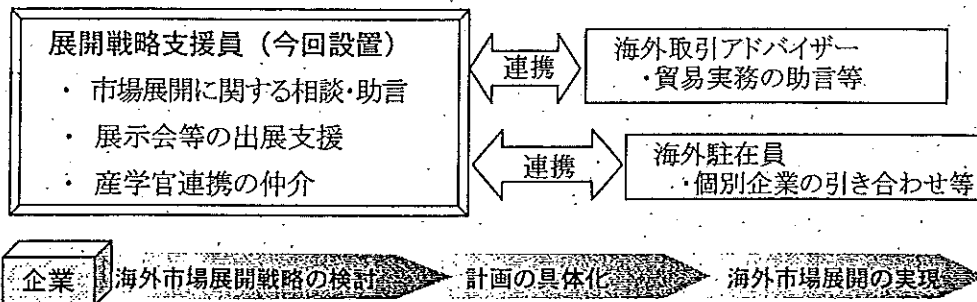 展開戦略支援員（今回設置）
・ 市場展開に関する相談・助言
・ 展示会等の出展支援
・ 産学官連携の仲介
連携
海外取引アドバイザー
・貿易実務の助言等
連携
海外駐在員
・個別企業の引き合わせ等
企業
海外市場展開戦略の検討
計画の具体化
海外市場展開の実現